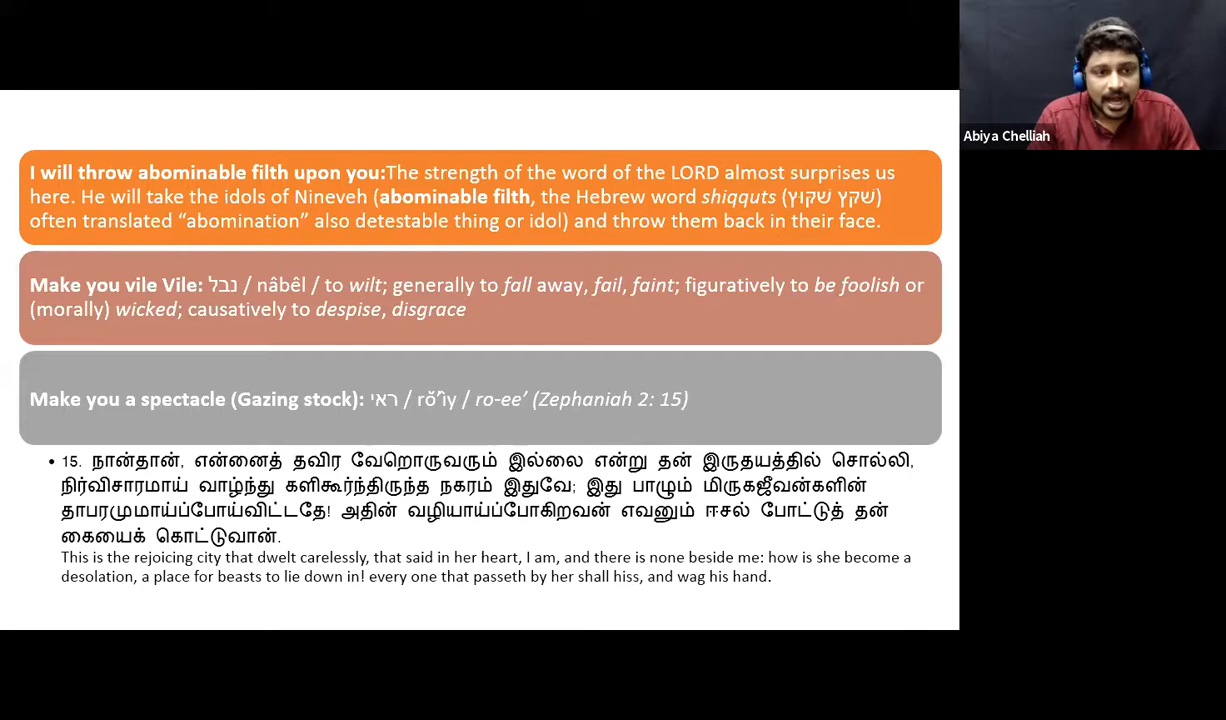 Abiya Chelliah
I will throw abominable filth upon you:The strength of the word of the LORD almost surprises us
here. He will take the idols of Nineveh (abominable filth, the Hebrew word shiqquts (שׁקּץ שׁקּוּץ)
often translated “abomination” also detestable thing or idol) and throw them back in their face.
Make you vile Vile: נבל / nâbêl / to wilt; generally to fall away, fail, faint; figuratively to be foolish or
(morally) wicked; causatively to despise, disgrace
Make you a spectacle (Gazing stock): ראי / rŏ'îy / ro-ee’ (Zephaniah 2: 15)
• 15. நான்தான், என்னைத் தவிர வேறொருவரும் இல்லை என்று தன் இருதயத்தில் சொல்லி,
நிர்விசாரமாய் வாழ்ந்து களிகூர்ந்திருந்த நகரம் இதுவே; இது பாழும் மிருகஜீவன்களின்
தாபரமுமாய்ப்போய்விட்டதே! அதின் வழியாய்ப்போகிறவன் எவனும் ஈசல் போட்டுத் தன்
கையைக் கொட்டுவான்.
This is the rejoicing city that dwelt carelessly, that said in her heart, I am, and there is none beside me: how is she become a
desolation, a place for beasts to lie down in! every one that passeth by her shall hiss, and wag his hand.